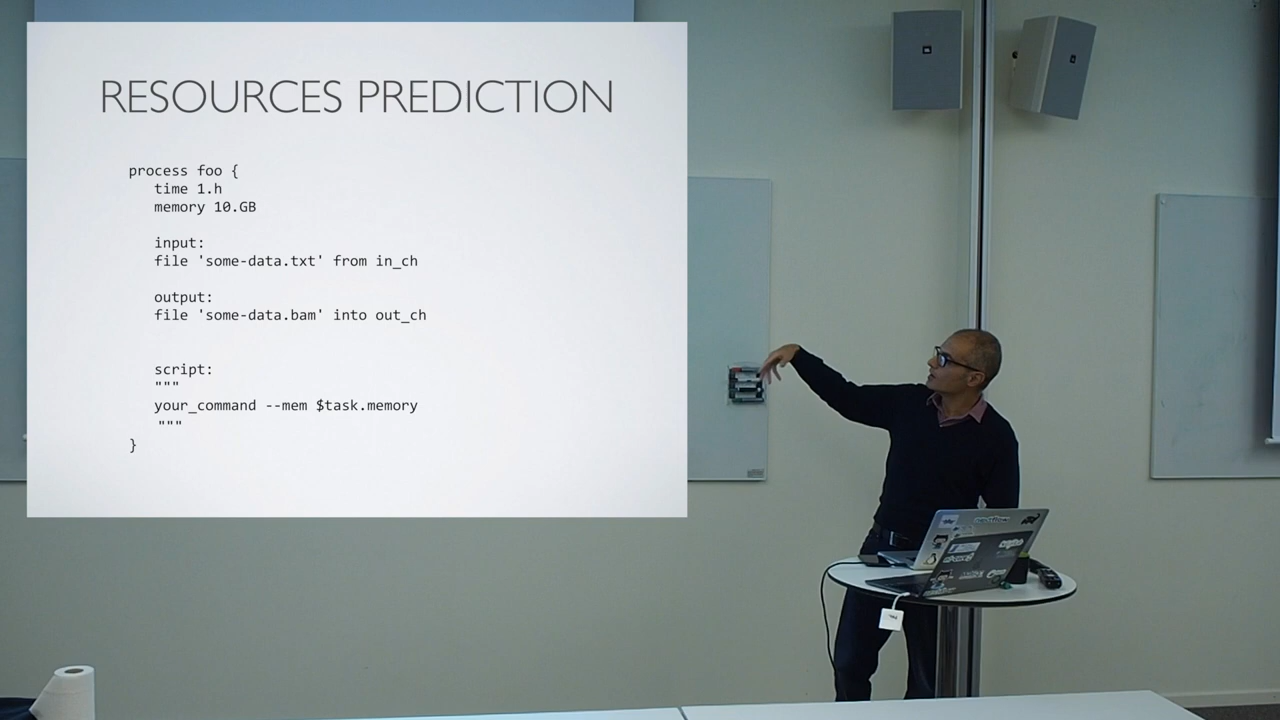 RESOURCES PREDICTION
process foo {
time 1.h
memory 10.GB
input:
file 'some-data.txt' from in_ch
output:
file 'some-data.bam' into out_ch
script:
"""
your_command --mem $task.memory
"""
}